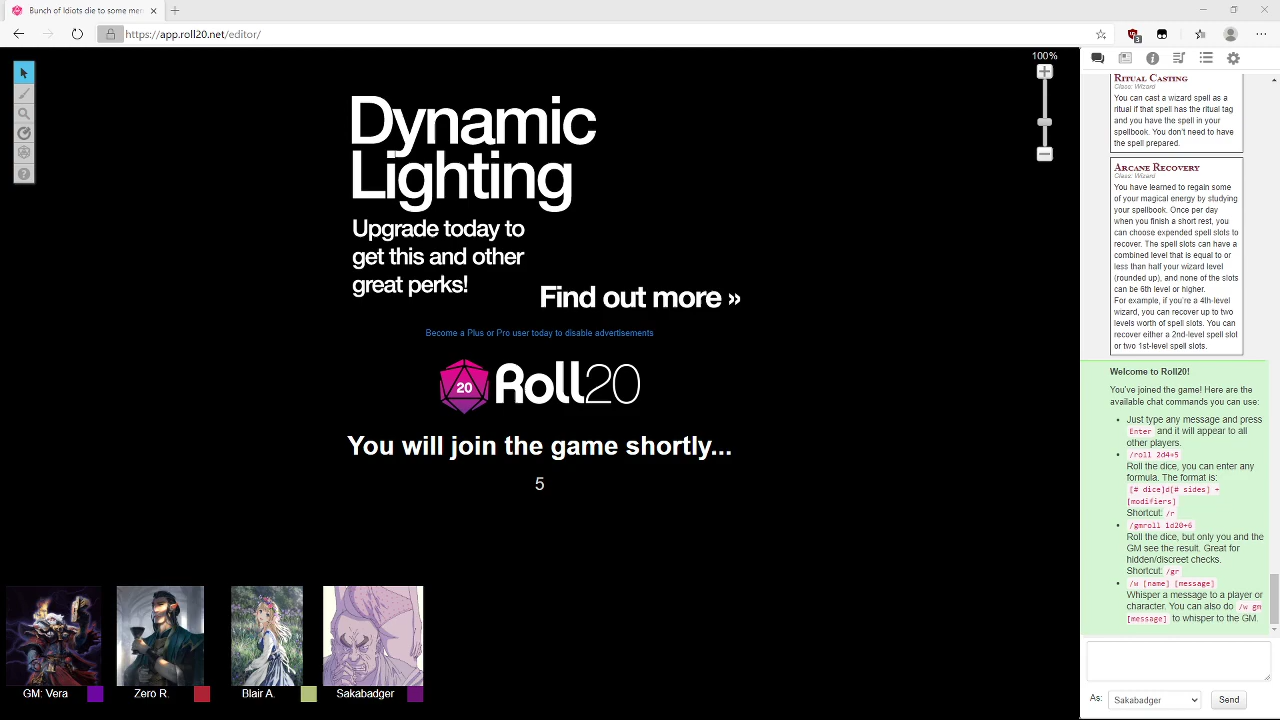 Bunch of Idiots die to some mer
https://app.roll20.net/editor/
3
100%
Dynamic
Lighting
Upgrade today to
get this and other
great perks!
Find out more »
Become a Plus or Pro user today to disable advertisements
20
Roll20
You will join the game shortly...
5
GM: Vera
Zero R.
Blair A.
Sakabadger
Ritual Casting
Class: Wizard
You can cast a wizard spell as a
ritual if that spell has the ritual tag
and you have the spell in your
spellbook. You don't need to have
the spell prepared.
Arcane Recovery
Class: Wizard
You have learned to regain some
of your magical energy by studying
your spellbook. Once per day
when you finish a short rest, you
can choose expended spell slots to
recover. The spell slots can have a
combined level that is equal to or
less than half your wizard level
(rounded up), and none of the slots
can be 6th level or higher.
For example, if you're a 4th-level
wizard, you can recover up to two
levels worth of spell slots. You can
recover either a 2nd-level spell slot
or two 1st-level spell slots.
Welcome to Roll20!
You've joined the game! Here are the
available chat commands you can use:
Just type any message and press
Enter and it will appear to all
other players.
/roll 2d4+5
Roll the dice, you can enter any
formula. The format is:
[# dice]d[# sides] +
[modifiers]
Shortcut: /r
/gmroll 1d20+6
Roll the dice, but only you and the
GM see the result. Great for
hidden/discreet checks.
Shortcut: /gr
/w [name] [message]
Whisper a message to a player or
character. You can also do /w gm
[message] to whisper to the GM.
As:
Sakabadger
Send